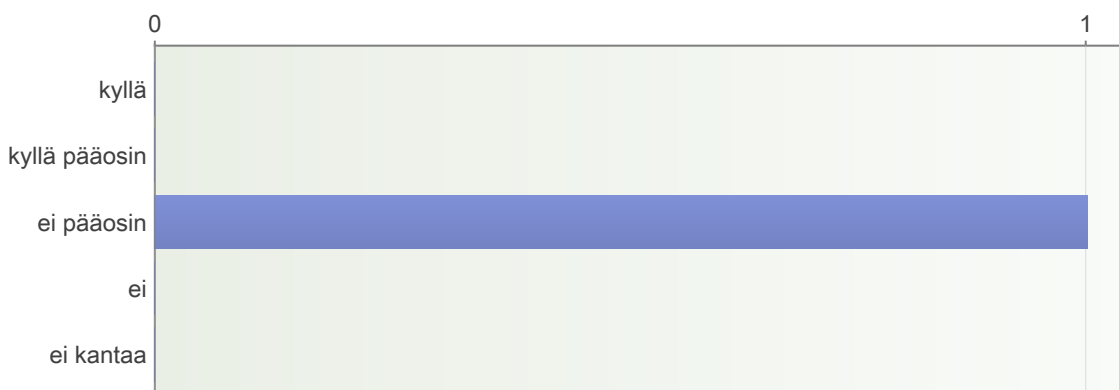 0 1
kyllä
kyllä pääosin
ei pääosin
ei
ei kantaa